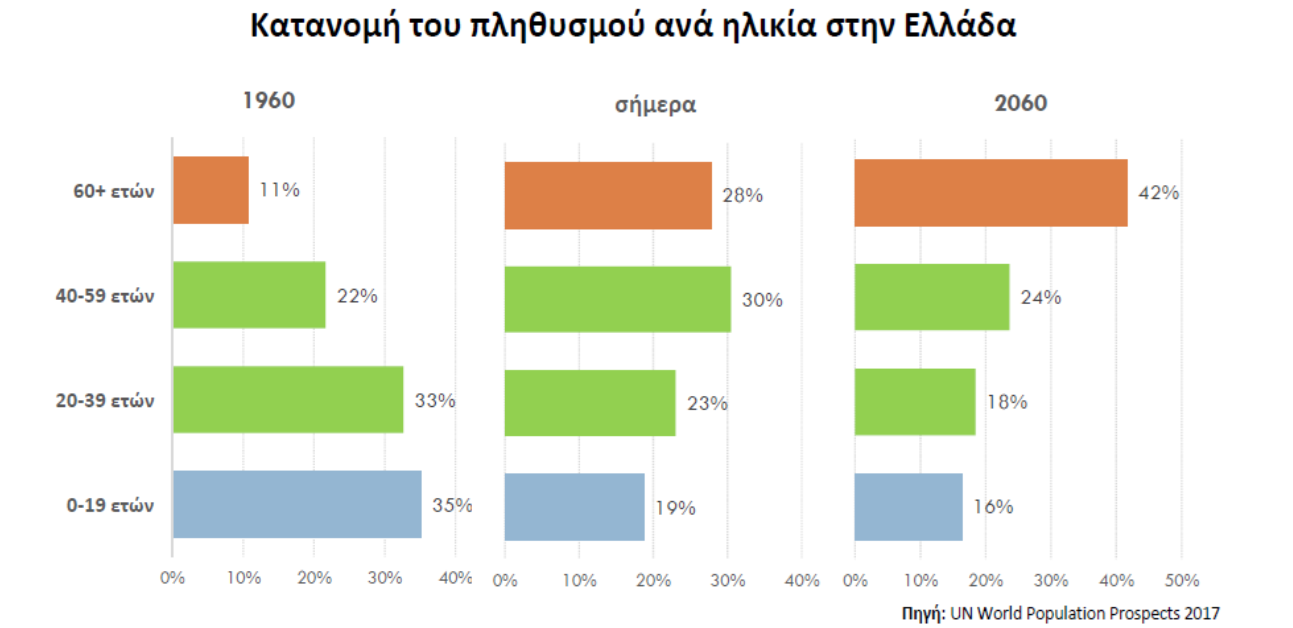 Κατανομή του πληθυσμού ανά ηλικία στην Ελλάδα
1960
60+ ετών 11%
40-59 ετών 22%
20-39 ετών 33%
0-19 ετών 35%
0% 10% 20% 30% 40%
σήμερα
28%
30%
23%
19%
0% 10% 20% 30% 40%
2060
42%
24%
18%
16%
0% 10% 20% 30% 40% 50%
Πηγή: UN World Population Prospects 2017